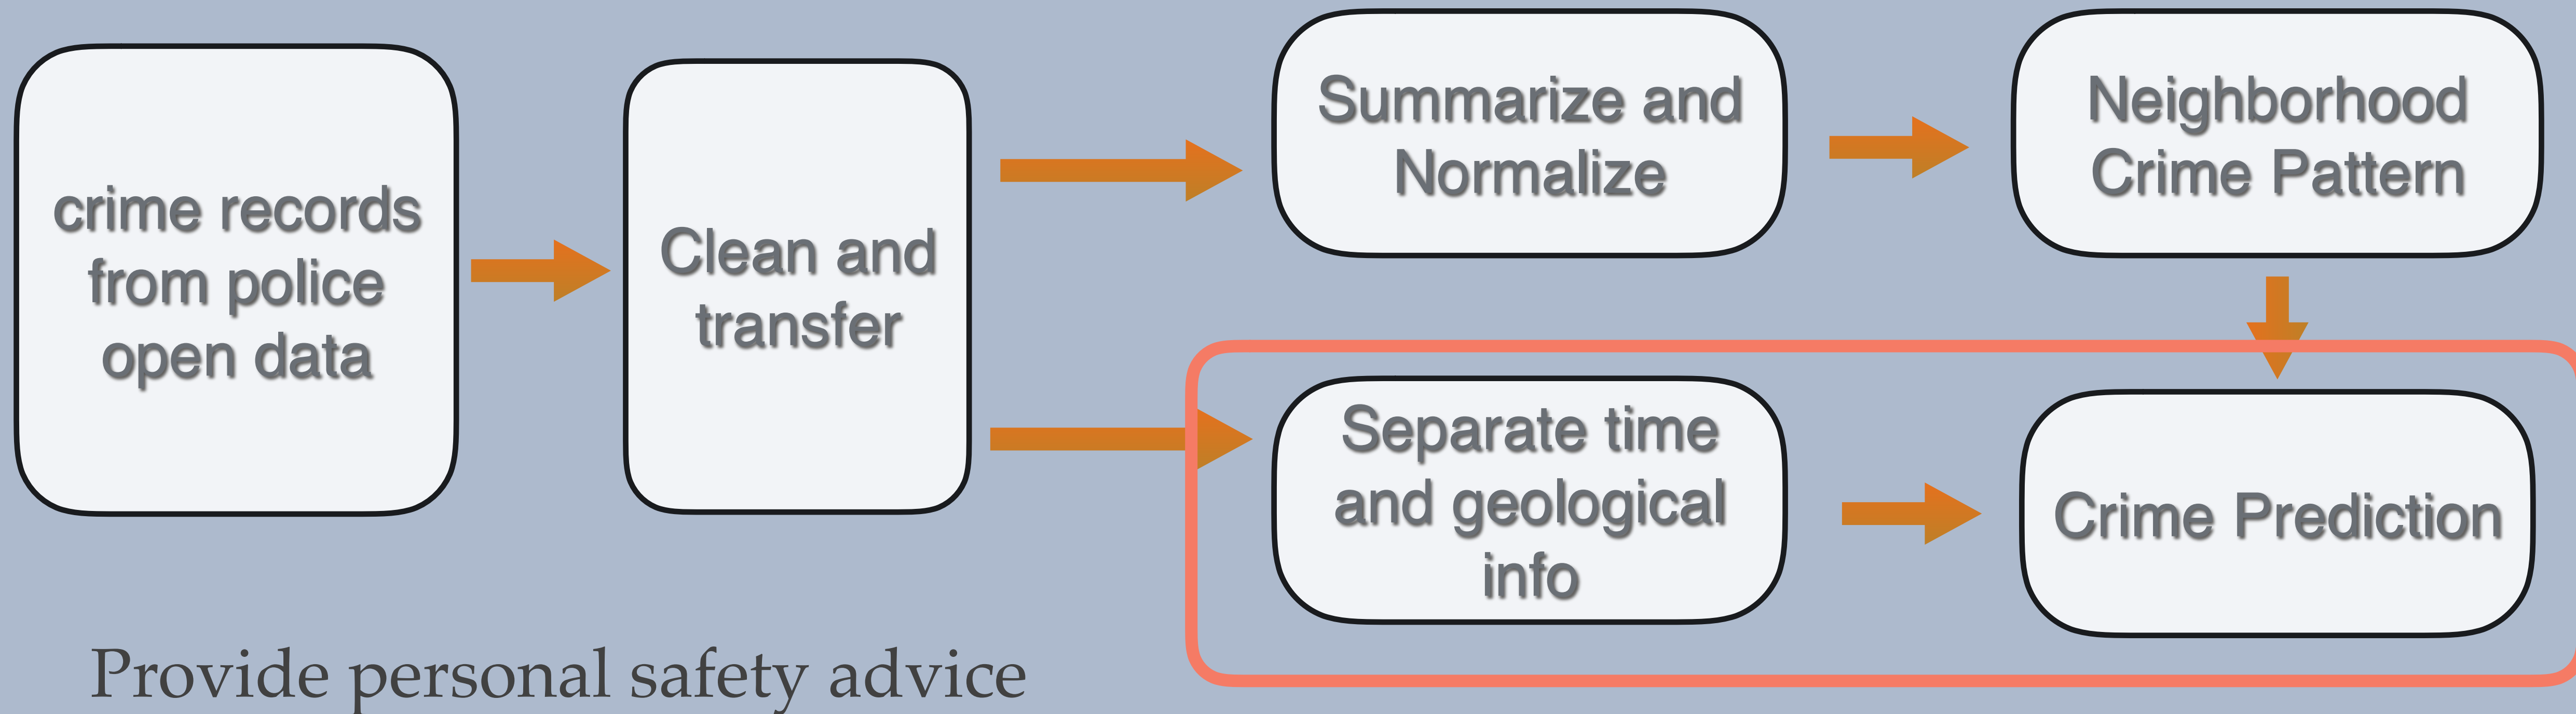 crime records
from police
open data
Clean and
transfer
Summarize and
Normalize
Neighborhood
Crime Pattern
Separate time
and geological
info
Crime Prediction
Provide personal safety advice